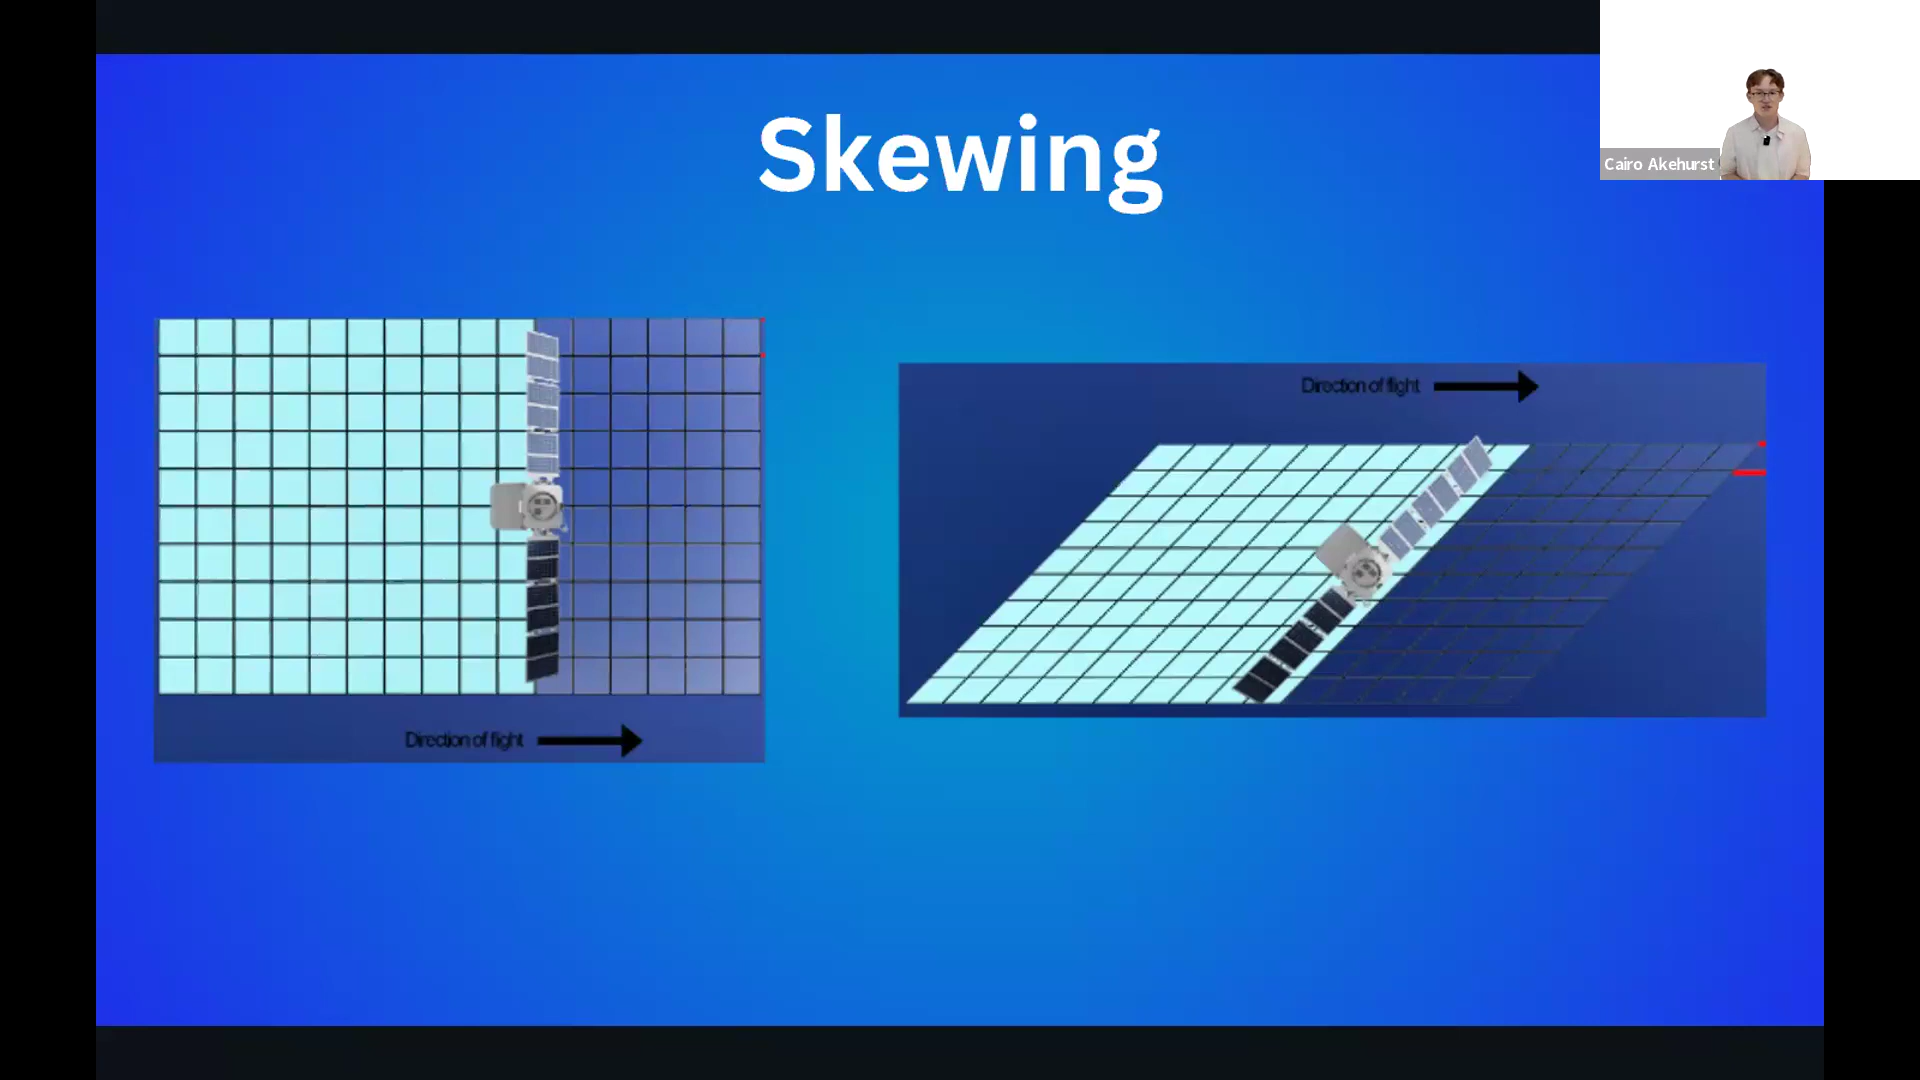 Skewing
Cairo Akehurst
Direction of flight
Direction of flight